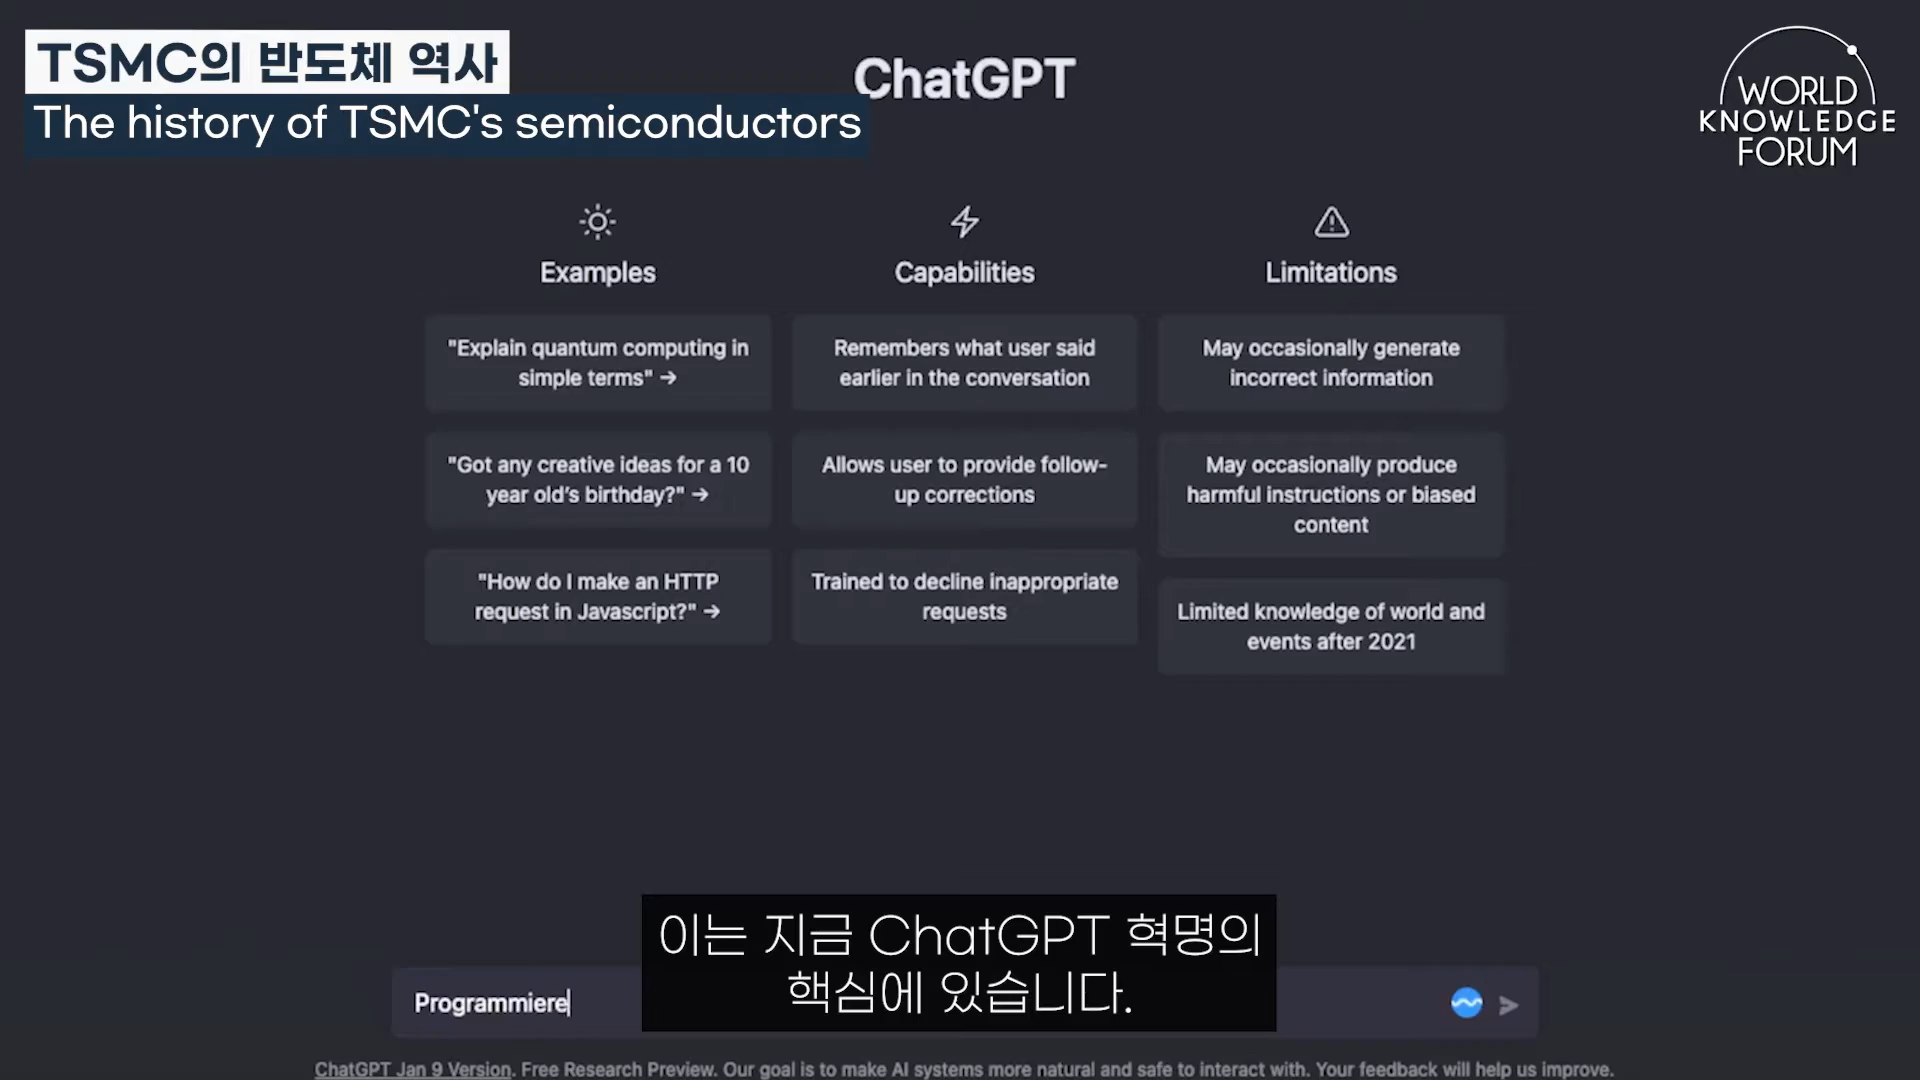 TSMC의 반도체 역사
The history of TSMC's semiconductors
ChatGPT
WORLD
KNOWLEDGE
FORUM
Examples
"Explain quantum computing in
simple terms" →
"Got any creative ideas for a 10
year old's birthday?" →
"How do I make an HTTP
request in Javascript?" →
Capabilities
Remembers what user said
earlier in the conversation
Allows user to provide follow-
up corrections
Trained to decline inappropriate
requests
Limitations
May occasionally generate
incorrect information
May occasionally produce
harmful instructions or biased
content
Limited knowledge of world and
events after 2021
이는 지금 ChatGPT 혁명의
핵심에 있습니다.
Programmiere
ChatGPT Jan 9 Version. Free Research Preview. Our goal is to make AI systems more natural and safe to interact with. Your feedback will help us improve.